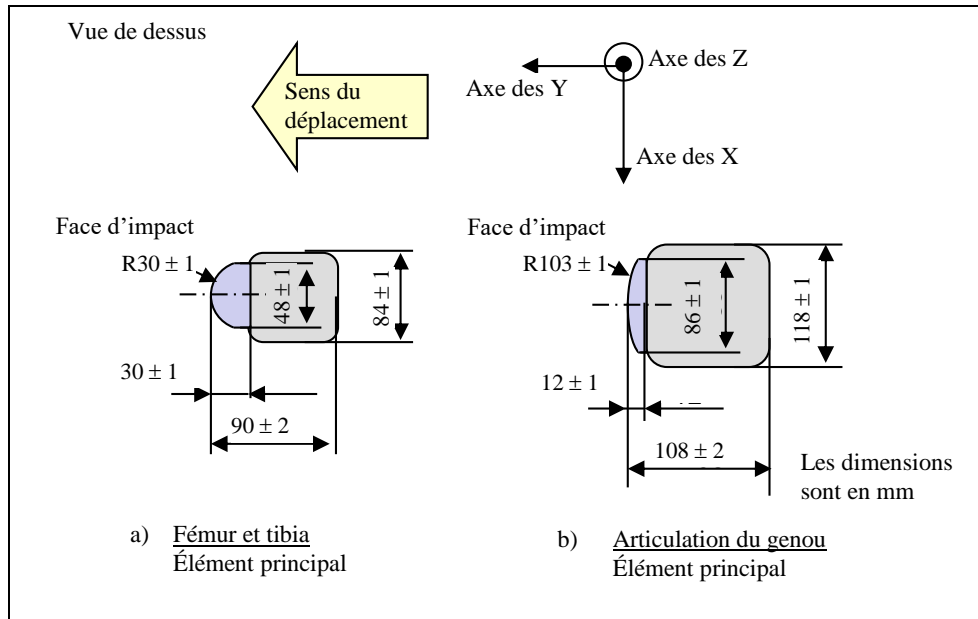 Vue de dessus
Sens du
déplacement
Axe des Z
Axe des Y
Axe des X
Face d'impact
R30 ± 1
48 ± 1
84 ± 1
30 ± 1
90 ± 2
Face d'impact
R103 ± 1
86 ± 1
118 ± 1
12 ± 1
108 ± 2
Les dimensions
sont en mm
a) Fémur et tibia
Élément principal
b) Articulation du genou
Élément principal